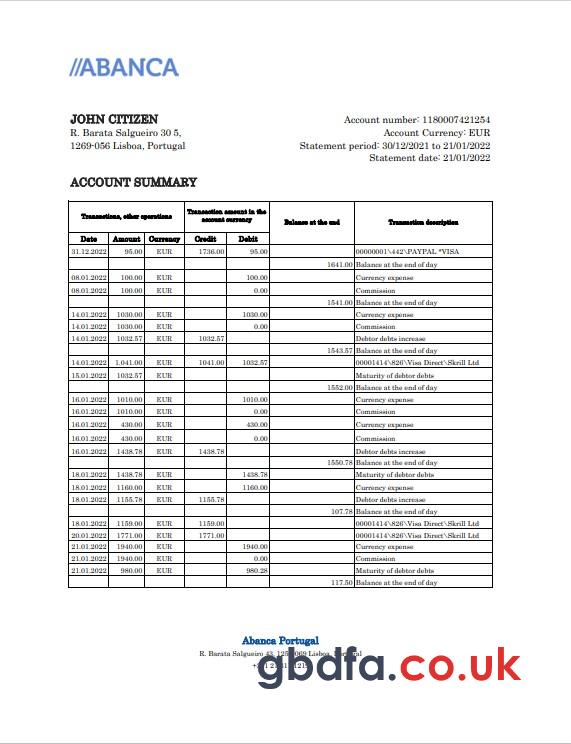 //ABANCA
JOHN CITIZEN
R. Barata Salgueiro 30 5,
1269-056 Lisboa, Portugal
Account number: 1180007421254
Account Currency: EUR
Statement period: 30/12/2021 to 21/01/2022
Statement date: 21/01/2022
ACCOUNT SUMMARY
Transactions, other operations Transaction amount in the account currency Balance at the end Transaction description
Date Amount Currency Credit Debit
31.12.2022 95.00 EUR 1736.00 95.00 00000001\442\PAYPAL *VISA
1641.00 Balance at the end of day
08.01.2022 100.00 EUR 100.00 Currency expense
08.01.2022 100.00 EUR 0.00 Commission
1541.00 Balance at the end of day
14.01.2022 1030.00 EUR 1030.00 Currency expense
14.01.2022 1030.00 EUR 0.00 Commission
14.01.2022 1032.57 EUR 1032.57 Debtor debts increase
1543.57 Balance at the end of day
14.01.2022 1.041.00 EUR 1041.00 1032.57 00001414\826\Visa Direct\Skrill Ltd
15.01.2022 1032.57 EUR Maturity of debtor debts
1552.00 Balance at the end of day
16.01.2022 1010.00 EUR 1010.00 Currency expense
16.01.2022 1010.00 EUR 0.00 Commission
16.01.2022 430.00 EUR 430.00 Currency expense
16.01.2022 430.00 EUR 0.00 Commission
16.01.2022 1438.78 EUR 1438.78 Debtor debts increase
1550.78 Balance at the end of day
18.01.2022 1438.78 EUR 1438.78 Maturity of debtor debts
18.01.2022 1160.00 EUR 1160.00 Currency expense
18.01.2022 1155.78 EUR 1155.78 Debtor debts increase
107.78 Balance at the end of day
18.01.2022 1159.00 EUR 1159.00 00001414\826\Visa Direct\Skrill Ltd
20.01.2022 1771.00 EUR 1771.00 00001414\826\Visa Direct\Skrill Ltd
21.01.2022 1940.00 EUR 1940.00 Currency expense
21.01.2022 1940.00 EUR 0.00 Commission
21.01.2022 980.00 EUR 980.28 Maturity of debtor debts
117.50 Balance at the end of day
Abanca Portugal
R. Barata Salgueiro Lisboa,
gbdfa.co.uk